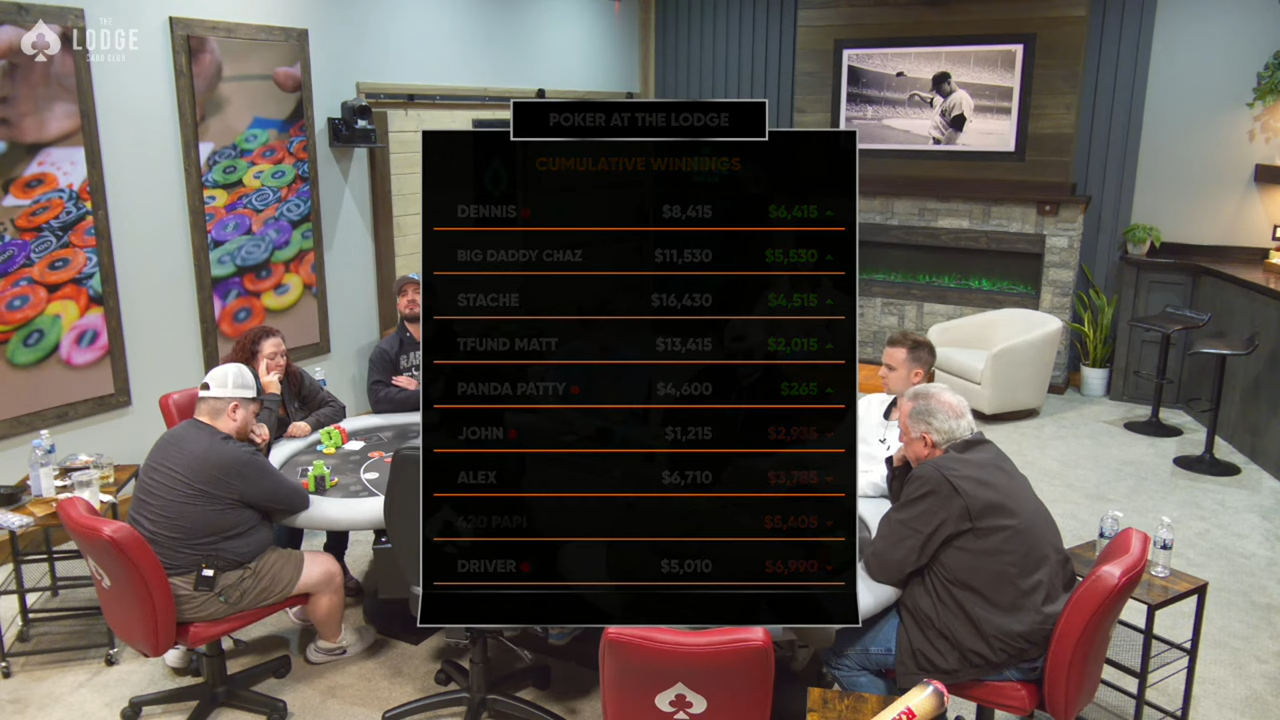 THE
LODGE
CARD CLUB
POKER AT THE LODGE
CUMULATIVE WINNINGS
DENNIS $8,415 $6,415
BIG DADDY CHAZ $11,530 $5,530
STACHE $16,430 $4,515
TFUND MATT $13,415 $2,015
PANDA PATTY $4,600 $265
JOHN $1,215 $2,935
ALEX $6,710 $3,785
420 PAPI $5,405
DRIVER $5,010 $6,990